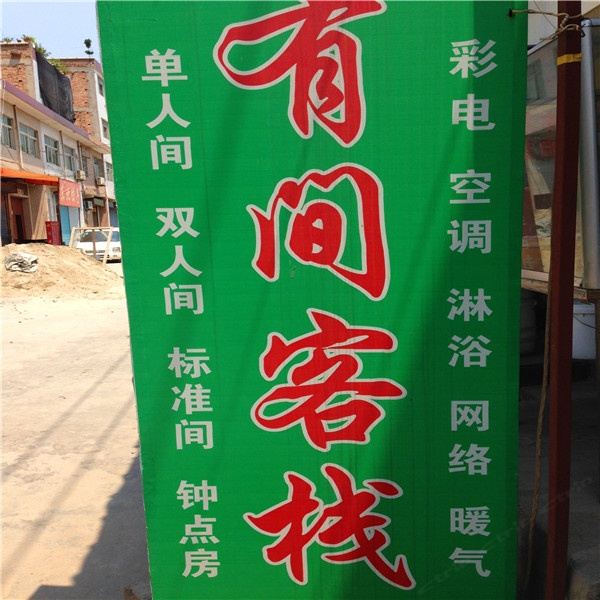 有间客栈
单人间 双人间 标准间 钟点房
彩电 空调 淋浴 网络 暖气